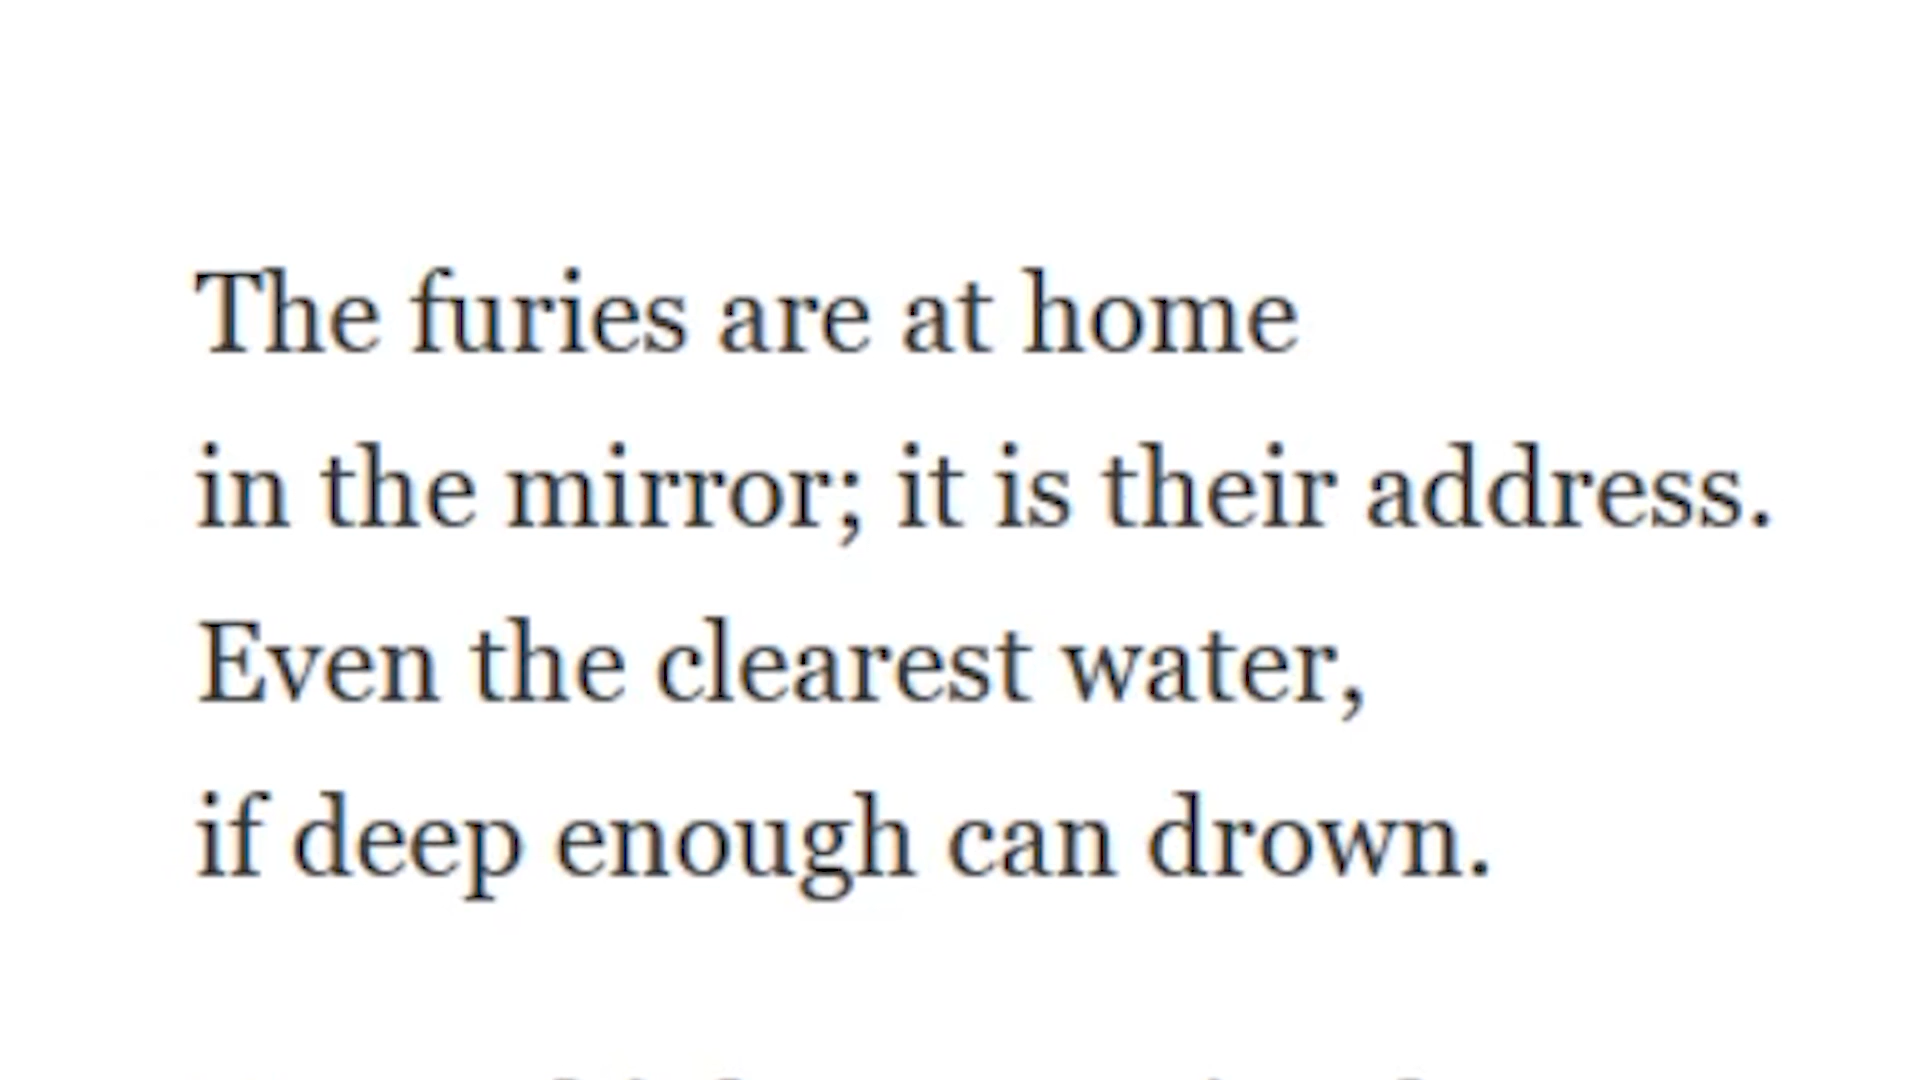 The furies are at home
in the mirror; it is their address.
Even the clearest water,
if deep enough can drown.